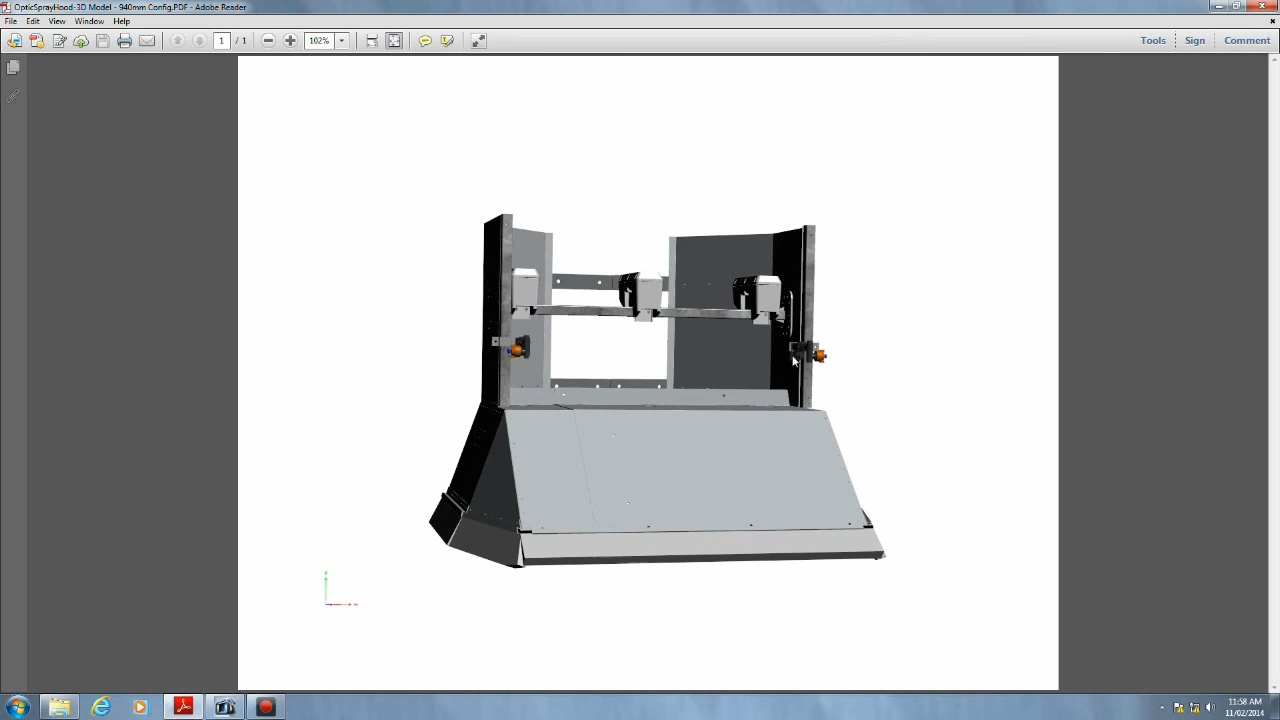 OpticSprayHood-3D Model - 940mm Config.PDF - Adobe Reader
File Edit View Window Help
1 / 1 102% Tools Sign Comment
11:58 AM
11/02/2014